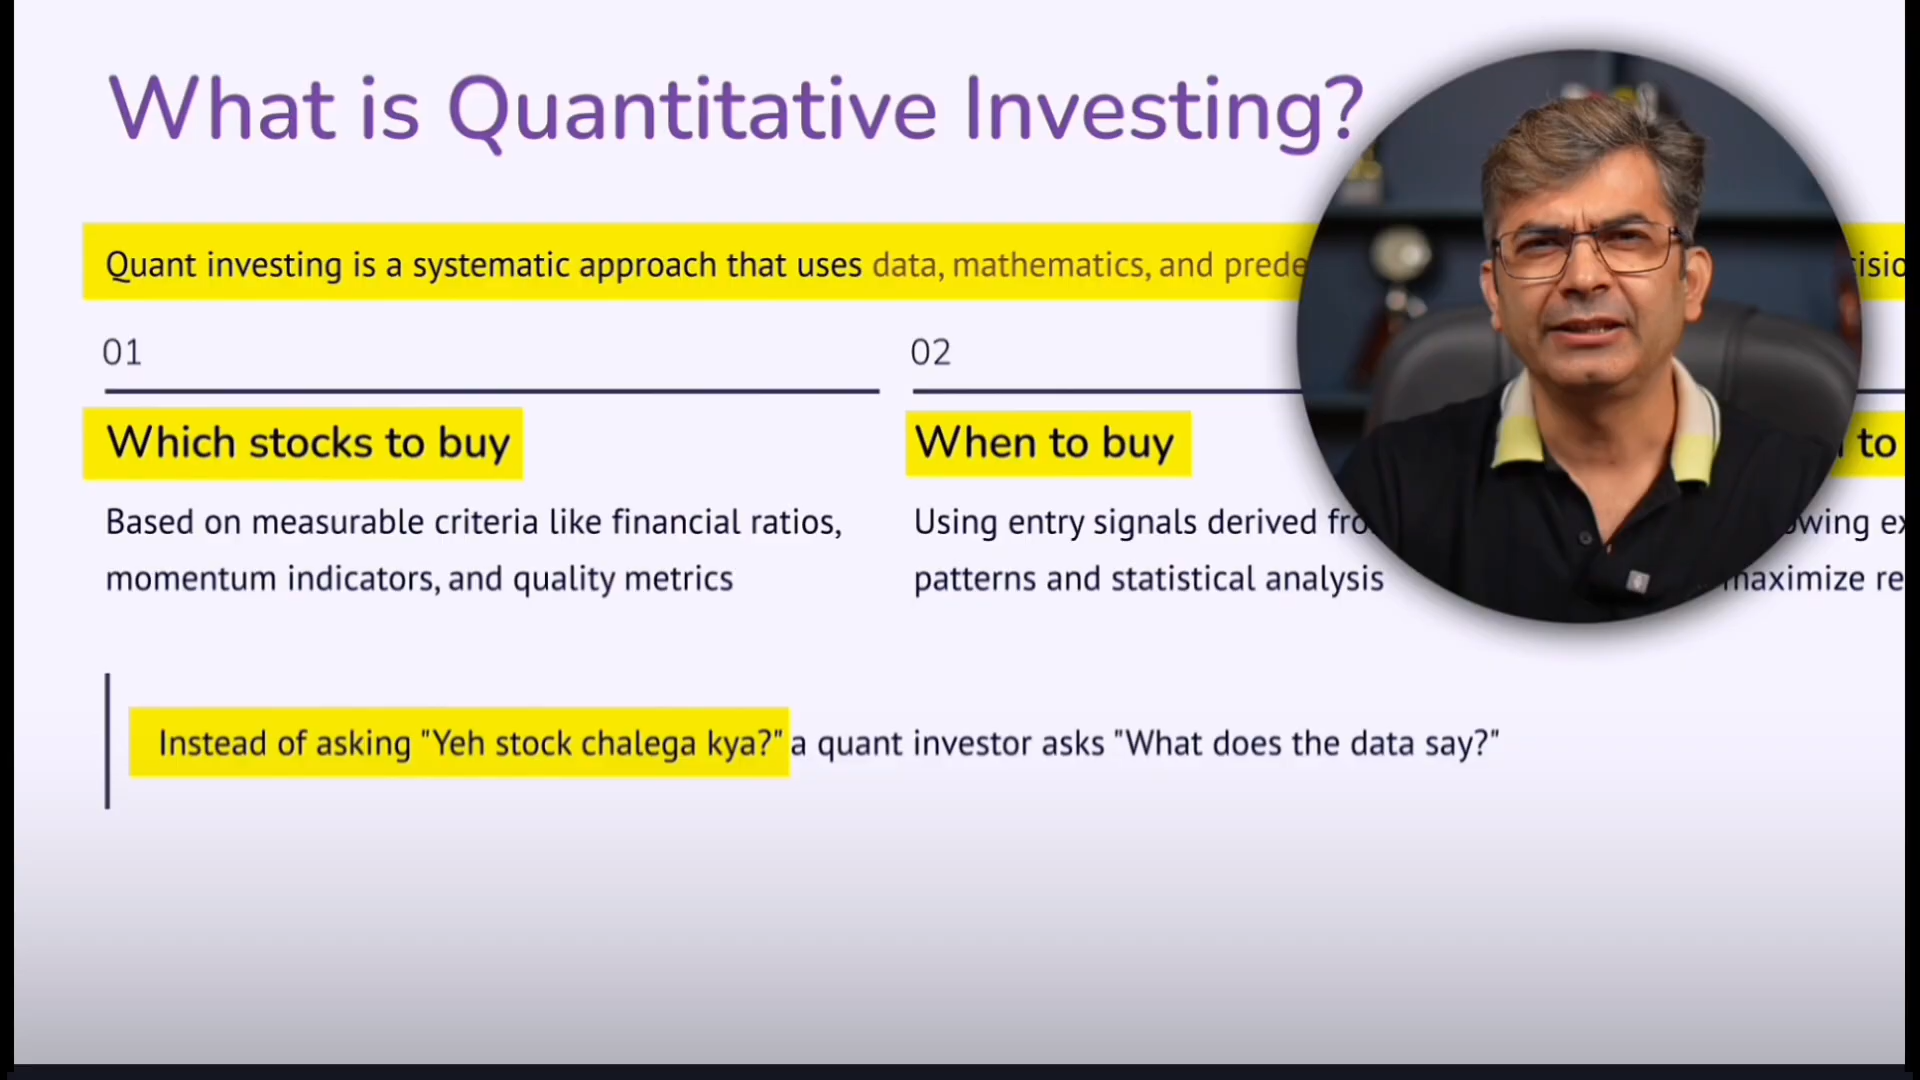 What is Quantitative Investing?
Quant investing is a systematic approach that uses data, mathematics, and
01
02
Which stocks to buy
When to buy
to
Based on measurable criteria like financial ratios,
momentum indicators, and quality metrics
Using entry signals derived
patterns and statistical analysis
maximize
Instead of asking "Yeh stock chalega kya?" a quant investor asks "What does the data say?"